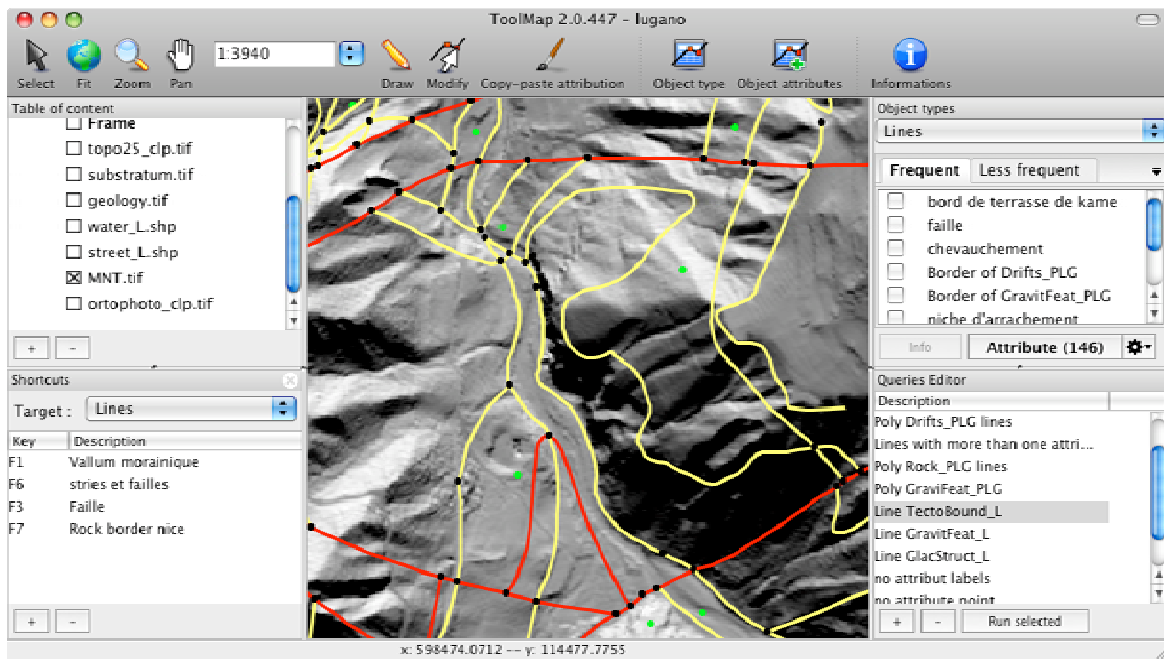 ToolMap 2.0.447 - lugano
1:3940
Select Fit Zoom Pan Draw Modify Copy-paste attribution Object type Object attributes Informations
Table of content
Frame
topo25_clp.tif
substratum.tif
geology.tif
water_L.shp
street_L.shp
MNT.tif
ortophoto_clp.tif
+ -
Shortcuts
Target : Lines
Key Description
F1 Vallum morainique
F6 stries et failles
F3 Faille
F7 Rock border nice
+ -
Object types
Lines
Frequent Less frequent
bord de terrasse de kame
faille
chevauchement
Border of Drifts_PLG
Border of GravitFeat_PLG
niche d'arrachement
Info Attribute (146)
Queries Editor
Description
Poly Drifts_PLG lines
Lines with more than one attri...
Poly Rock_PLG lines
Poly GraviFeat_PLG
Line TectoBound_L
Line GravitFeat_L
Line GlacStruct_L
no attribut labels
no attribute point
+ - Run selected
x: 598474.0712 -- y: 114477.7755